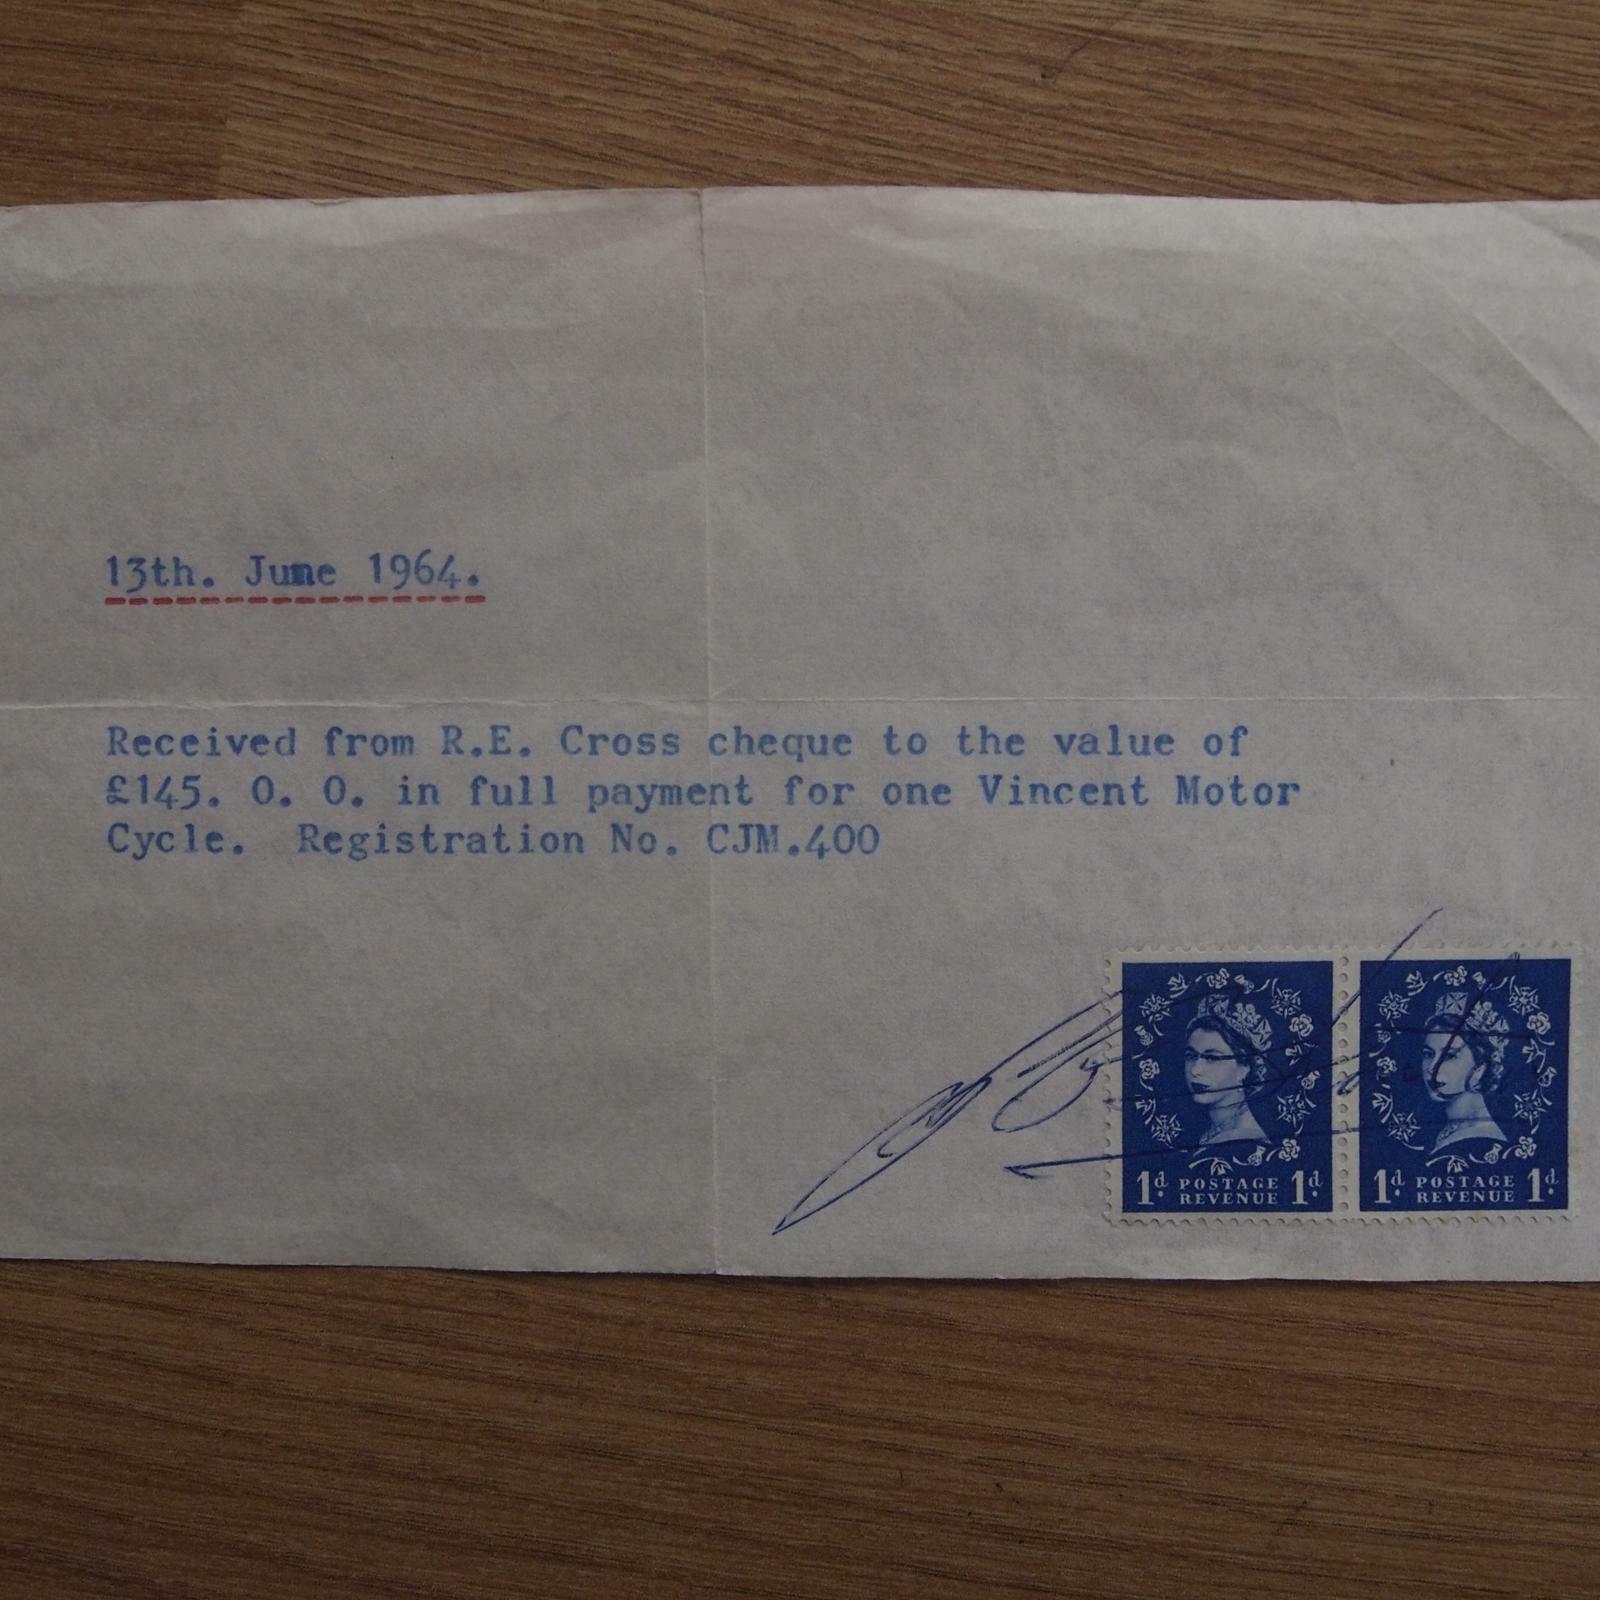 13th. June 1964.
Received from R.E. Cross cheque to the value of
£145. 0. 0. in full payment for one Vincent Motor
Cycle. Registration No. CJM.400
1d POSTAGE REVENUE 1d
1d POSTAGE REVENUE 1d